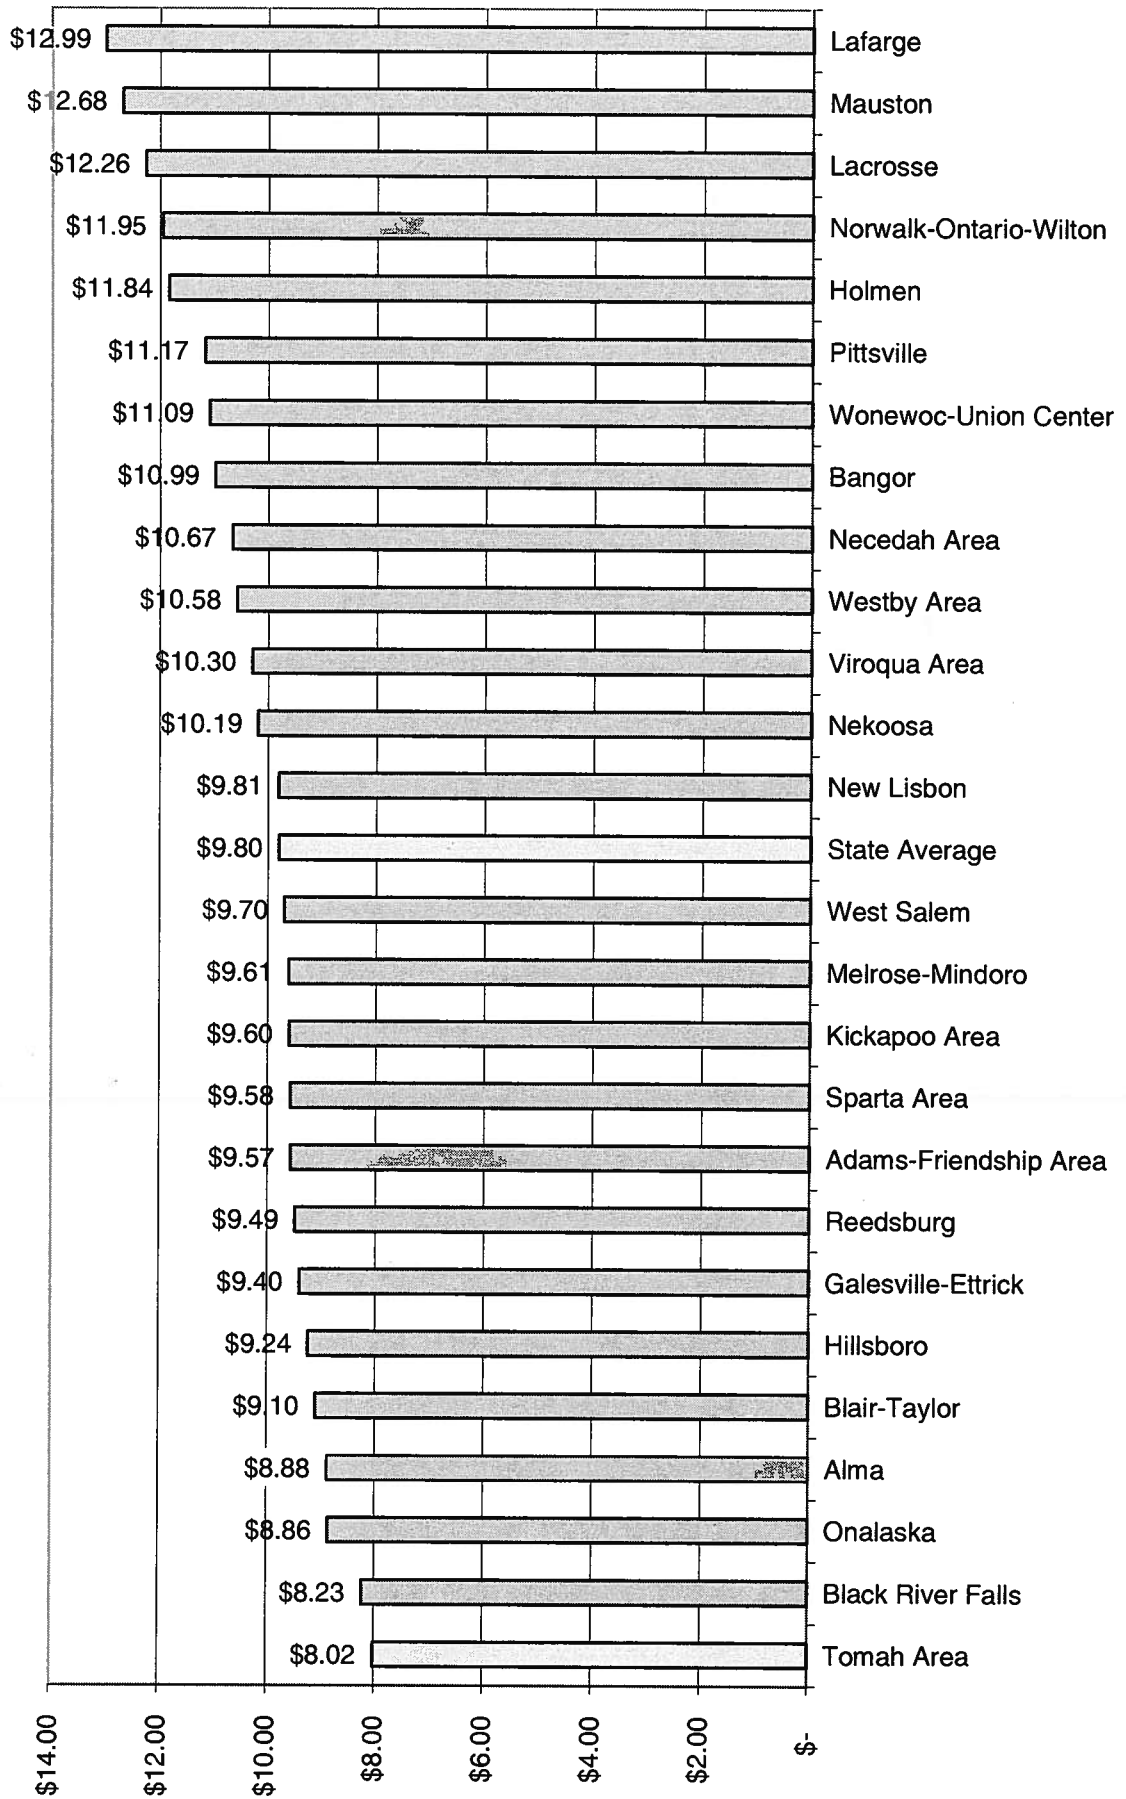 $12.99 Lafarge
$12.68 Mauston
$12.26 Lacrosse
$11.95 Norwalk-Ontario-Wilton
$11.84 Holmen
$11.17 Pittsville
$11.09 Wonewoc-Union Center
$10.99 Bangor
$10.67 Necedah Area
$10.58 Westby Area
$10.30 Viroqua Area
$10.19 Nekoosa
$9.81 New Lisbon
$9.80 State Average
$9.70 West Salem
$9.61 Melrose-Mindoro
$9.60 Kickapoo Area
$9.58 Sparta Area
$9.57 Adams-Friendship Area
$9.49 Reedsburg
$9.40 Galesville-Ettrick
$9.24 Hillsboro
$9.10 Blair-Taylor
$8.88 Alma
$8.86 Onalaska
$8.23 Black River Falls
$8.02 Tomah Area
$14.00 $12.00 $10.00 $8.00 $6.00 $4.00 $2.00 $-